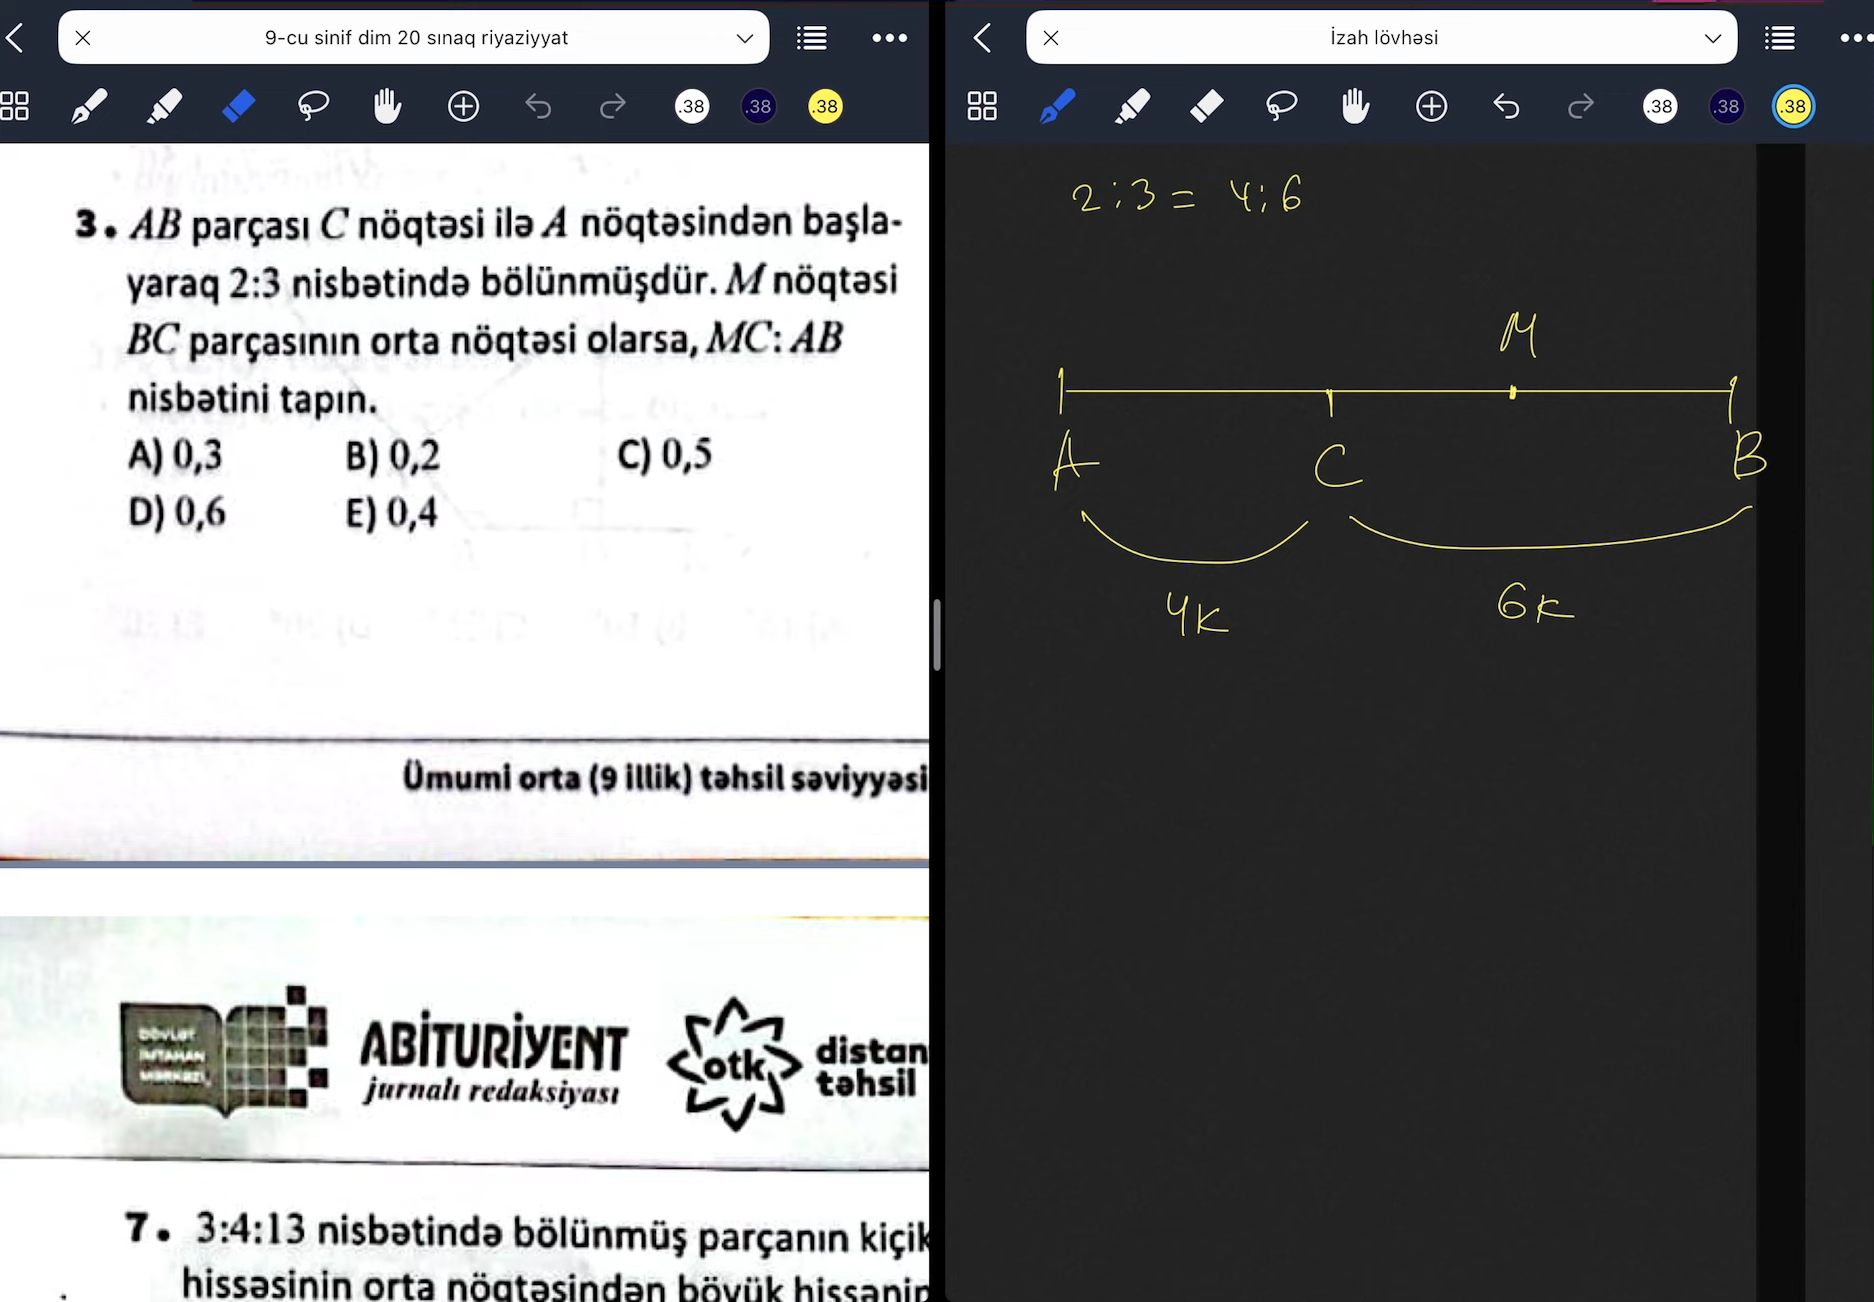 9-cu sinif dim 20 sınaq riyaziyyat
.38 .38 .38
3. AB parçası C nöqtəsi ilə A nöqtəsindən başla-
yaraq 2:3 nisbətində bölünmüşdür. M nöqtəsi
BC parçasının orta nöqtəsi olarsa, MC: AB
nisbətini tapın.
A) 0,3 B) 0,2 C) 0,5
D) 0,6 E) 0,4
Ümumi orta (9 illik) təhsil səviyyəsi
DÖVLƏT
İMTAHAN
MƏRKƏZİ
ABİTURİYENT
jurnalı redaksiyası
otk
distan
təhsil
7. 3:4:13 nisbətində bölünmüş parçanın kiçik
hissəsinin orta nöqtəsindən böyük hissənin
İzah lövhəsi
.38 .38 .38
2:3 = 4:6
M
A C B
4k 6k